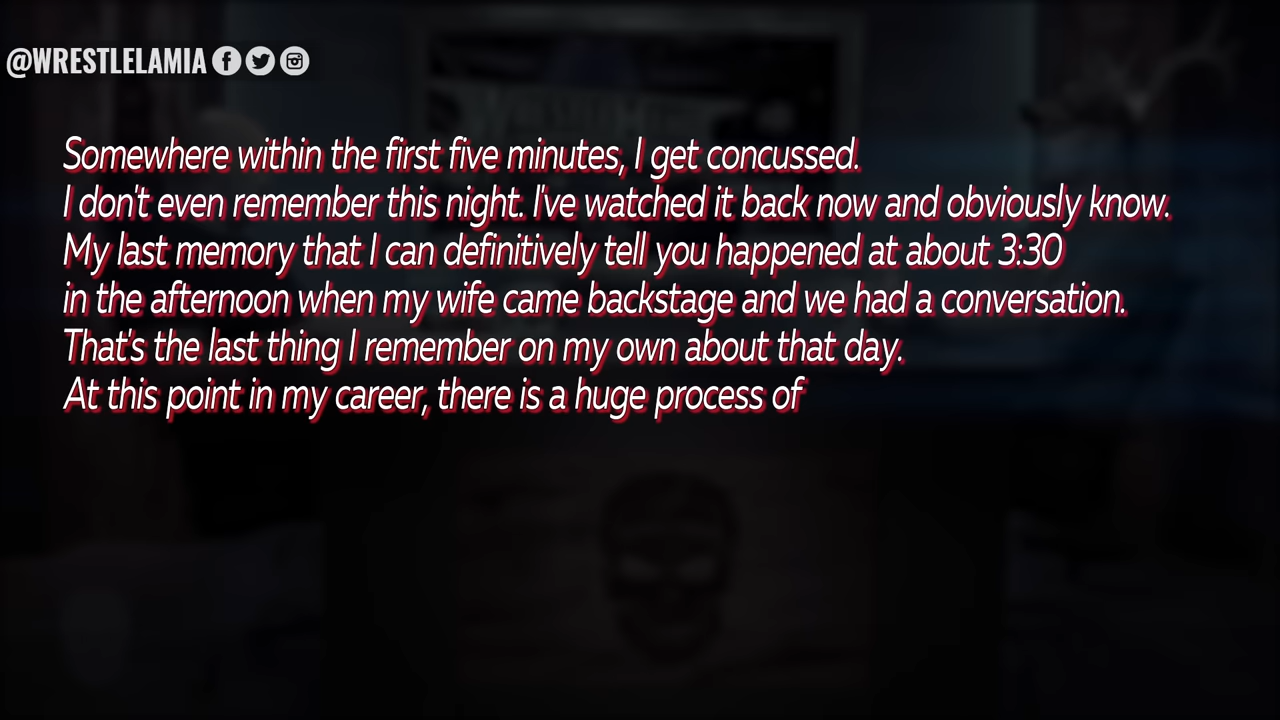 @WRESTLELAMIA
Somewhere within the first five minutes, I get concussed.
I don't even remember this night. I've watched it back now and obviously know.
My last memory that I can definitively tell you happened at about 3:30
in the afternoon when my wife came backstage and we had a conversation.
That's the last thing I remember on my own about that day.
At this point in my career, there is a huge process of